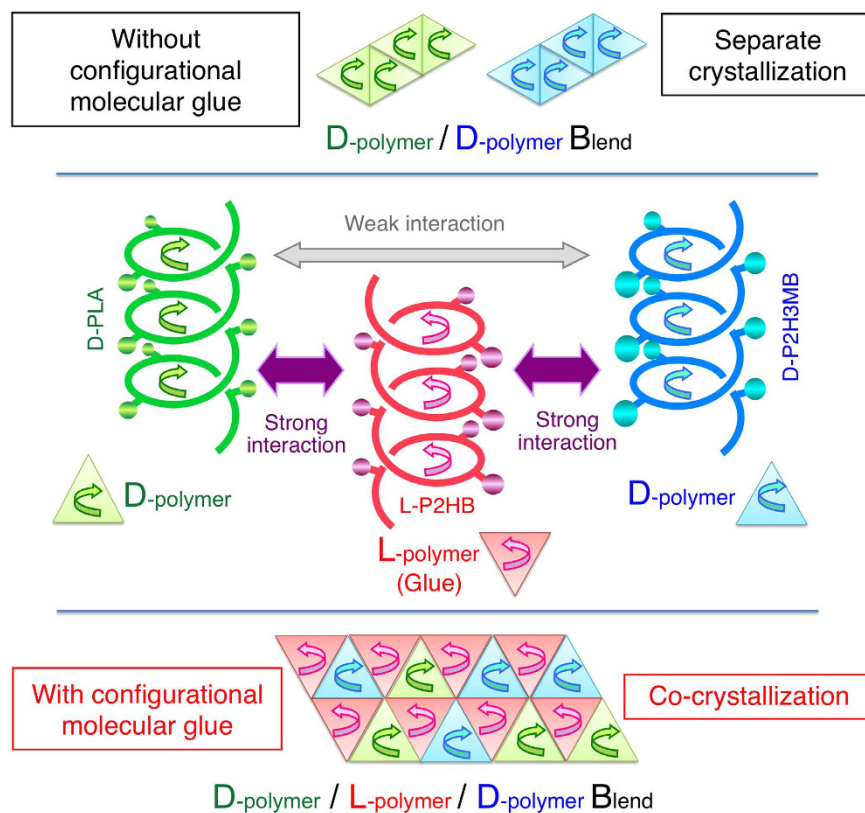 Without
configurational
molecular glue
Separate
crystallization
D-polymer / D-polymer Blend
Weak interaction
D-PLA
D-P2H3MB
Strong
interaction
Strong
interaction
D-polymer
L-P2HB
D-polymer
L-polymer
(Glue)
With configurational
molecular glue
Co-crystallization
D-polymer / L-polymer / D-polymer Blend